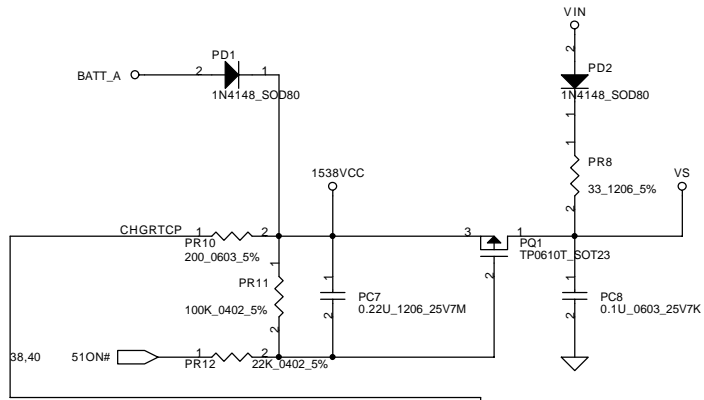 VIN
PD1
2
BATT_A
2
1
PD2
1N4148_SOD80
1N4148_SOD80
1
1
1538VCC
PR8
VS
33_1206_5%
2
CHGRTCP
1
2
3
1
PR10
PQ1
200_0603_5%
TP0610T_SOT23
1
PR11
1
2
1
PC7
PC8
100K_0402_5%
0.22U_1206_25V7M
0.1U_0603_25V7K
2
2
2
38,40
51ON#
1
2
PR12
22K_0402_5%